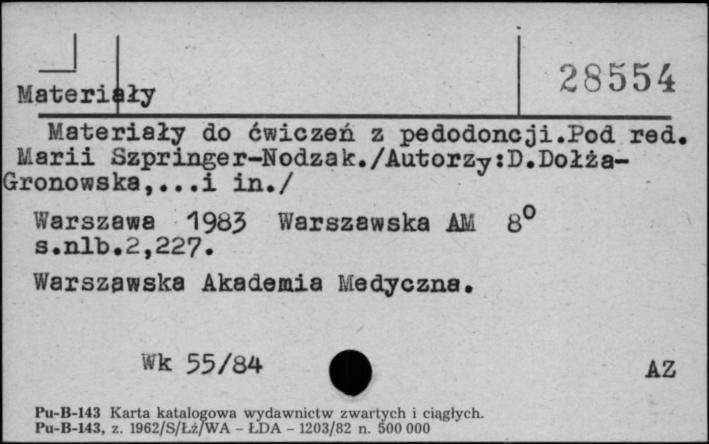 28554
Materiały
Materiały do ćwiczeń z pedodoncji.Pod red.
Marii Szpringer-Nodzak./Autorzy:D.Dołża-
Gronowska,...i in./
Warszawa 1983 Warszawska AM 8°
s.nlb.2,227.
Warszawska Akademia Medyczna.
Wk 55/84
AZ
Pu-B-143 Karta katalogowa wydawnictw zwartych i ciągłych.
Pu-B-143, z. 1962/S/Łż/WA - ŁDA - 1203/82 n. 500 000